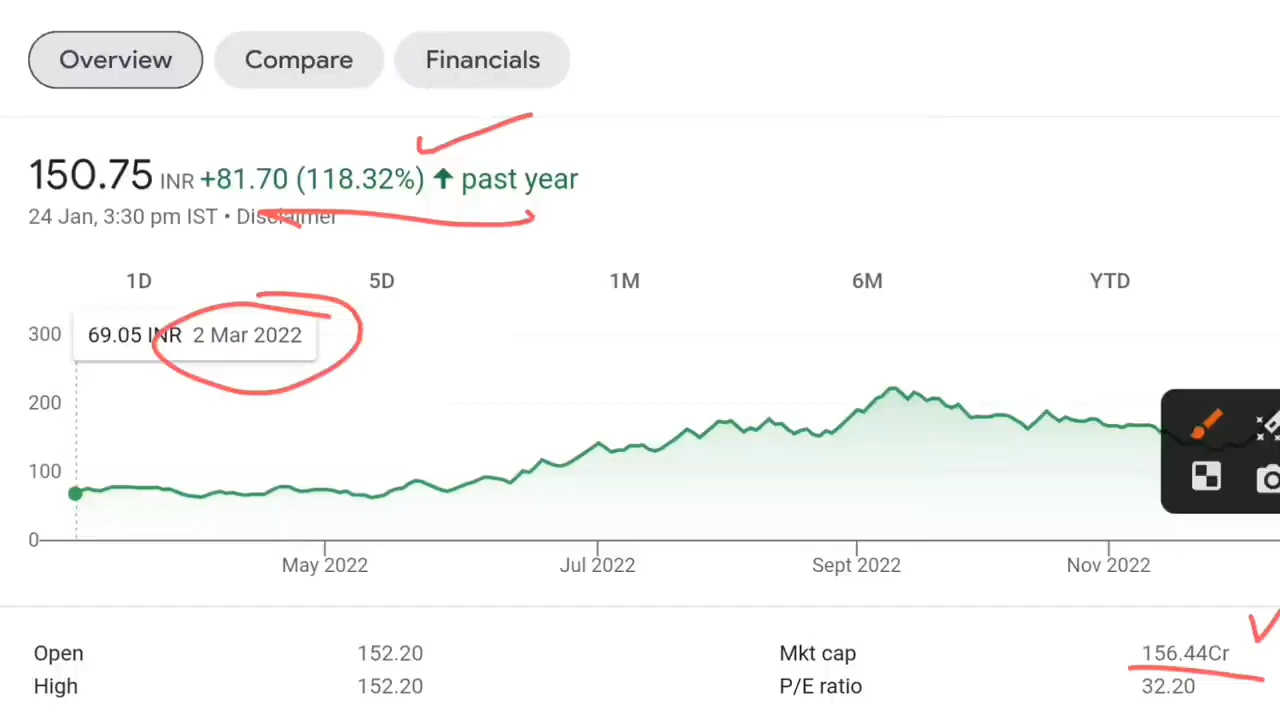 Overview Compare Financials
150.75 INR +81.70 (118.32%) ↑ past year
24 Jan, 3:30 pm IST • Disclaimer
1D 5D 1M 6M YTD
300
69.05 INR 2 Mar 2022
200
100
0
May 2022 Jul 2022 Sept 2022 Nov 2022
Open 152.20 Mkt cap 156.44Cr
High 152.20 P/E ratio 32.20